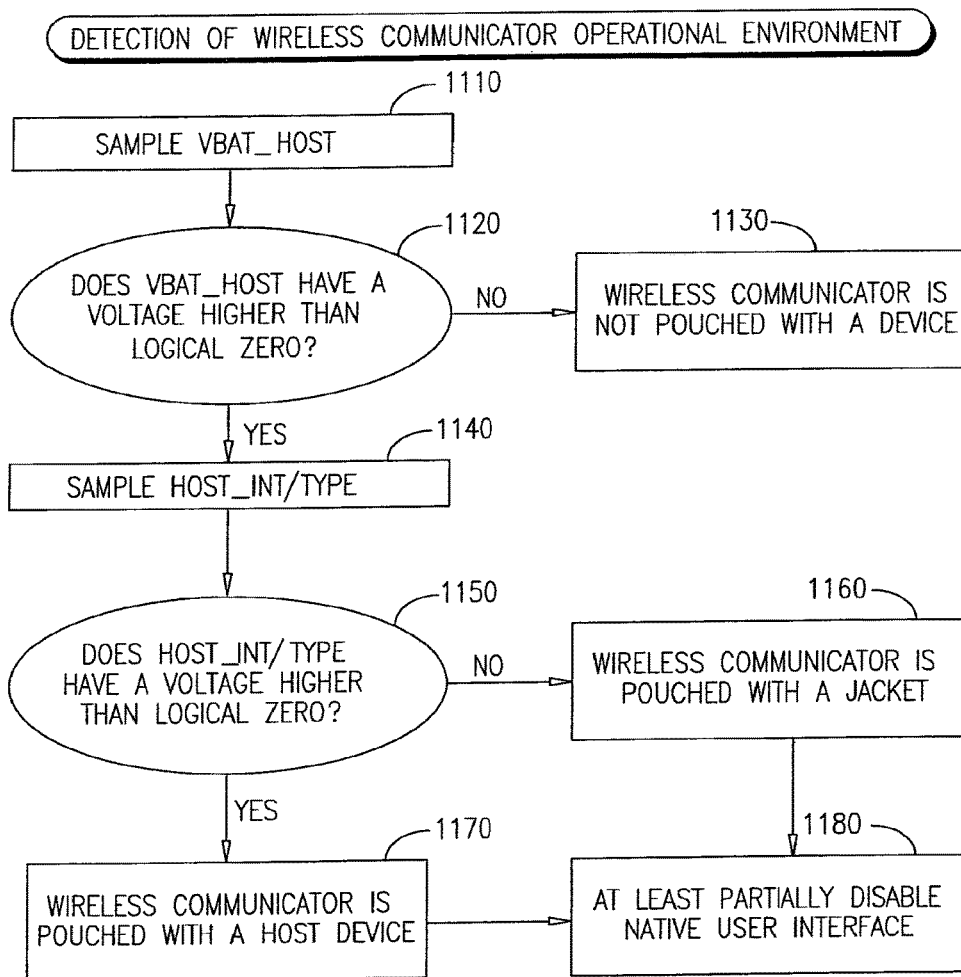 DETECTION OF WIRELESS COMMUNICATOR OPERATIONAL ENVIRONMENT
1110
SAMPLE VBAT_HOST
1120
DOES VBAT_HOST HAVE A
VOLTAGE HIGHER THAN
LOGICAL ZERO?
NO
1130
WIRELESS COMMUNICATOR IS
NOT POUCHED WITH A DEVICE
YES
1140
SAMPLE HOST_INT/TYPE
1150
DOES HOST_INT/TYPE
HAVE A VOLTAGE HIGHER
THAN LOGICAL ZERO?
NO
1160
WIRELESS COMMUNICATOR IS
POUCHED WITH A JACKET
YES
1170
WIRELESS COMMUNICATOR IS
POUCHED WITH A HOST DEVICE
1180
AT LEAST PARTIALLY DISABLE
NATIVE USER INTERFACE